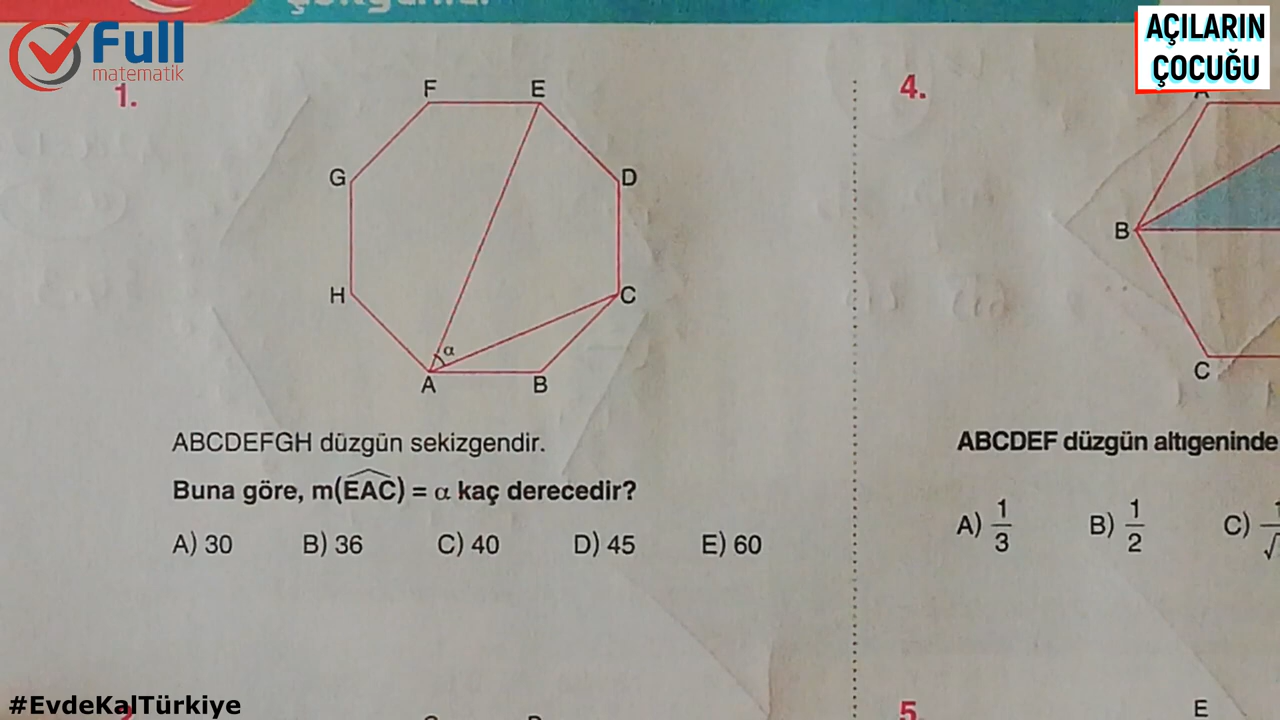 Full
matematik
AÇILARIN
ÇOCUĞU
1.
F E
G D
H C
α
A B
ABCDEFGH düzgün sekizgendir.
Buna göre, m(EAC) = α kaç derecedir?
A) 30 B) 36 C) 40 D) 45 E) 60
4.
B
C
ABCDEF düzgün altıgeninde
A) 1/3 B) 1/2 C)
5.
E
#EvdeKalTürkiye